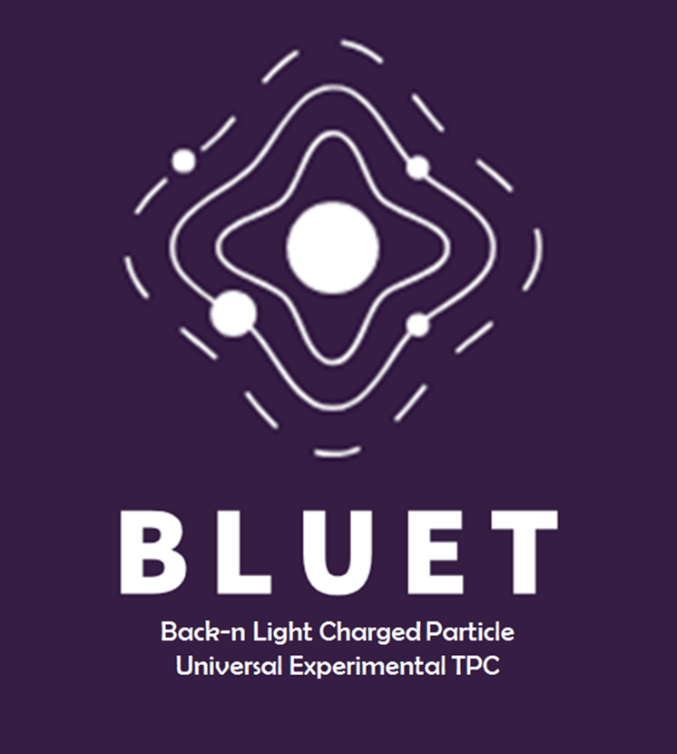 BLUET
Back-n Light Charged Particle
Universal Experimental TPC